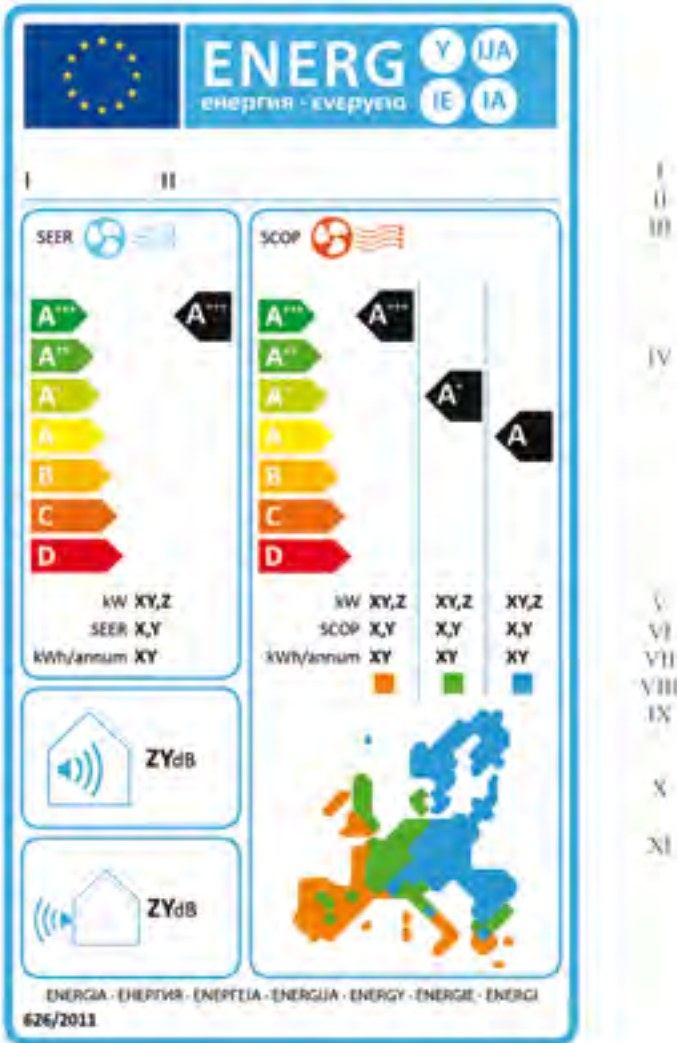 ENERG Y IJA
енергия · ενεργεια IE IA
I II
SEER
A+++ A+++
A++
A+
A
B
C
D
kW XY,Z
SEER X,Y
kWh/annum XY
SCOP
A+++ A+++
A++
A+ A+
A A
B
C
D
kW XY,Z XY,Z XY,Z
SCOP X,Y X,Y X,Y
kWh/annum XY XY XY
ZYdB
ZYdB
ENERGIA · ЕНЕРГИЯ · ΕΝΕΡΓΕΙΑ · ENERGIJA · ENERGY · ENERGIE · ENERGI
626/2011
I
II
III
IV
V
VI
VII
VIII
IX
X
XI